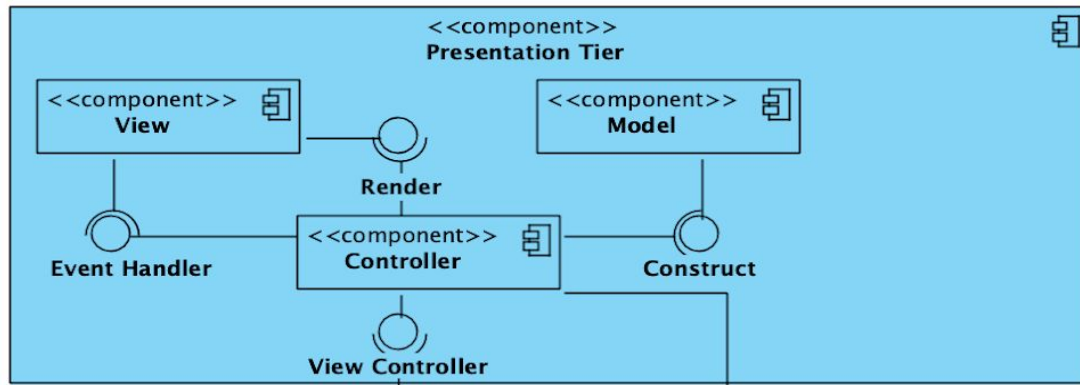 <<component>>
Presentation Tier
<<component>>
View
<<component>>
Model
Render
<<component>>
Controller
Event Handler
Construct
View Controller